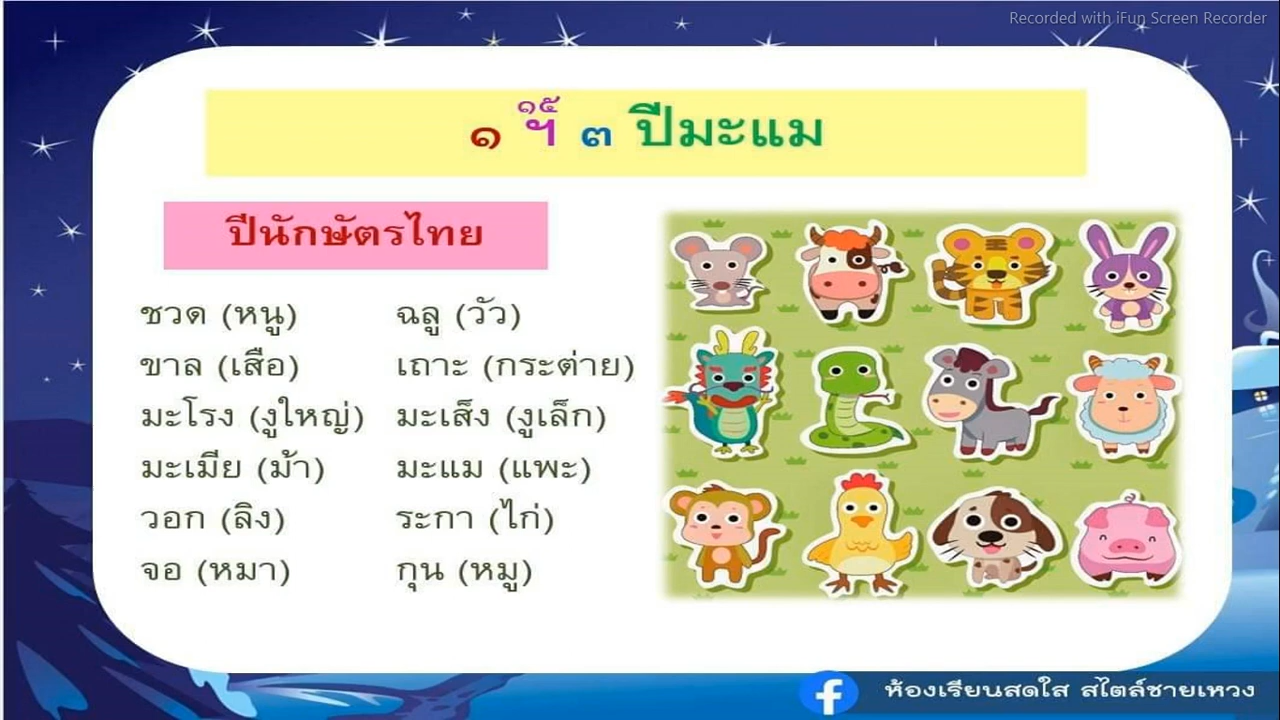 Recorded with iFun Screen Recorder
๑๕
๑ ฯ ๓ ปีมะแม
ปีนักษัตรไทย
ชวด (หนู) ฉลู (วัว)
ขาล (เสือ) เถาะ (กระต่าย)
มะโรง (งูใหญ่) มะเส็ง (งูเล็ก)
มะเมีย (ม้า) มะแม (แพะ)
วอก (ลิง) ระกา (ไก่)
จอ (หมา) กุน (หมู)
f ห้องเรียนสดใส สไตล์ชายเหวง